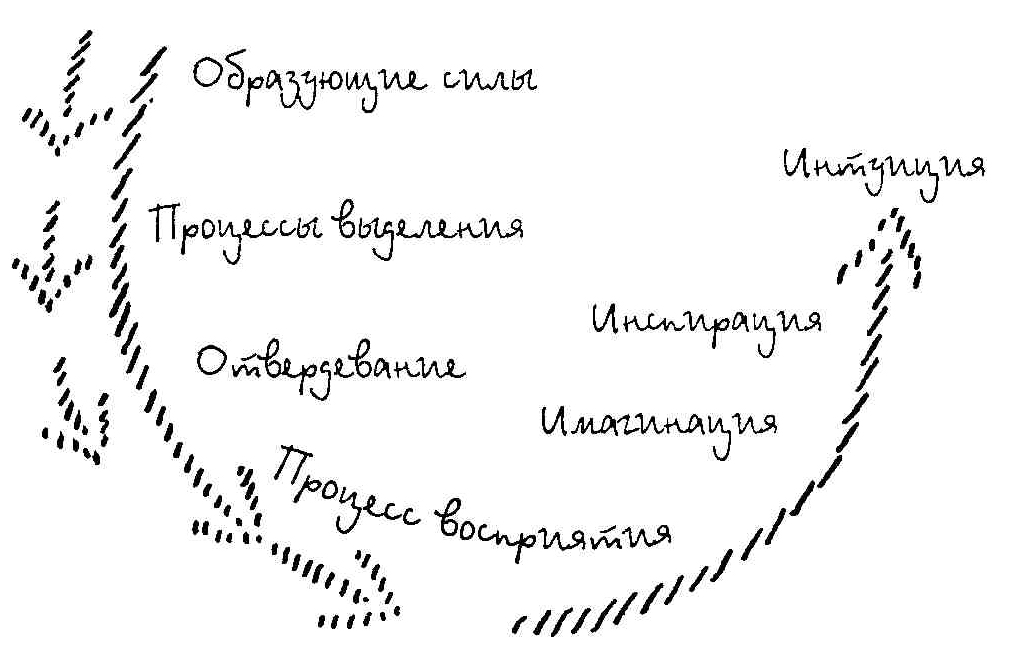 Образующие силы
Интуиция
Процессы выделения
Инспирация
Отвердевание
Имагинация
Процесс восприятия